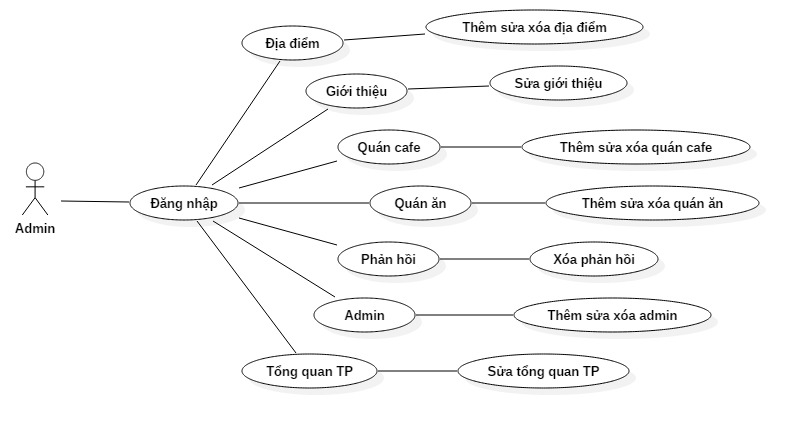 Địa điểm
Thêm sửa xóa địa điểm
Giới thiệu
Sửa giới thiệu
Quán cafe
Thêm sửa xóa quán cafe
Đăng nhập
Quán ăn
Thêm sửa xóa quán ăn
Admin
Phản hồi
Xóa phản hồi
Admin
Thêm sửa xóa admin
Tổng quan TP
Sửa tổng quan TP